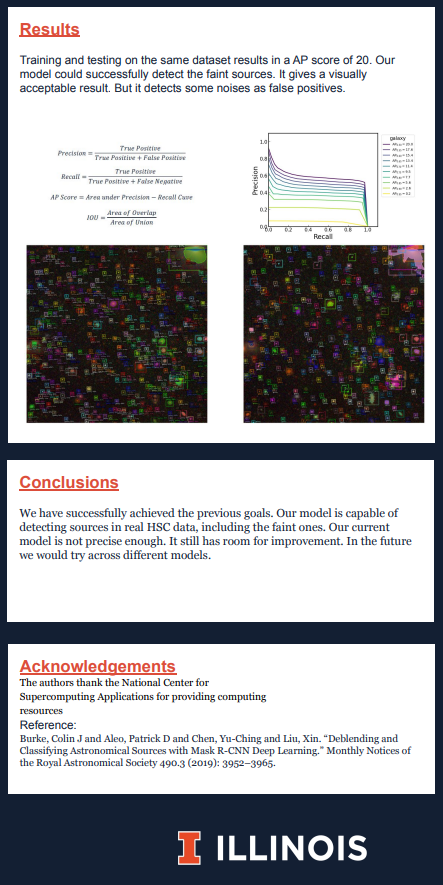 Results
Training and testing on the same dataset results in a AP score of 20. Our
model could successfully detect the faint sources. It gives a visually
acceptable result. But it detects some noises as false positives.
Precision = True Positive / True Positive + False Positive
Recall = True Positive / True Positive + False Negative
AP Score = Area under Precision − Recall Cuve
IOU = Area of Overlap / Area of Union
Precision
1.0
0.8
0.6
0.4
0.2
0.0
0.0 0.2 0.4 0.6 0.8 1.0
Recall
galaxy
Conclusions
We have successfully achieved the previous goals. Our model is capable of
detecting sources in real HSC data, including the faint ones. Our current
model is not precise enough. It still has room for improvement. In the future
we would try across different models.
Acknowledgements
The authors thank the National Center for
Supercomputing Applications for providing computing
resources
Reference:
Burke, Colin J and Aleo, Patrick D and Chen, Yu-Ching and Liu, Xin. “Deblending and
Classifying Astronomical Sources with Mask R-CNN Deep Learning.” Monthly Notices of
the Royal Astronomical Society 490.3 (2019): 3952–3965.
I ILLINOIS